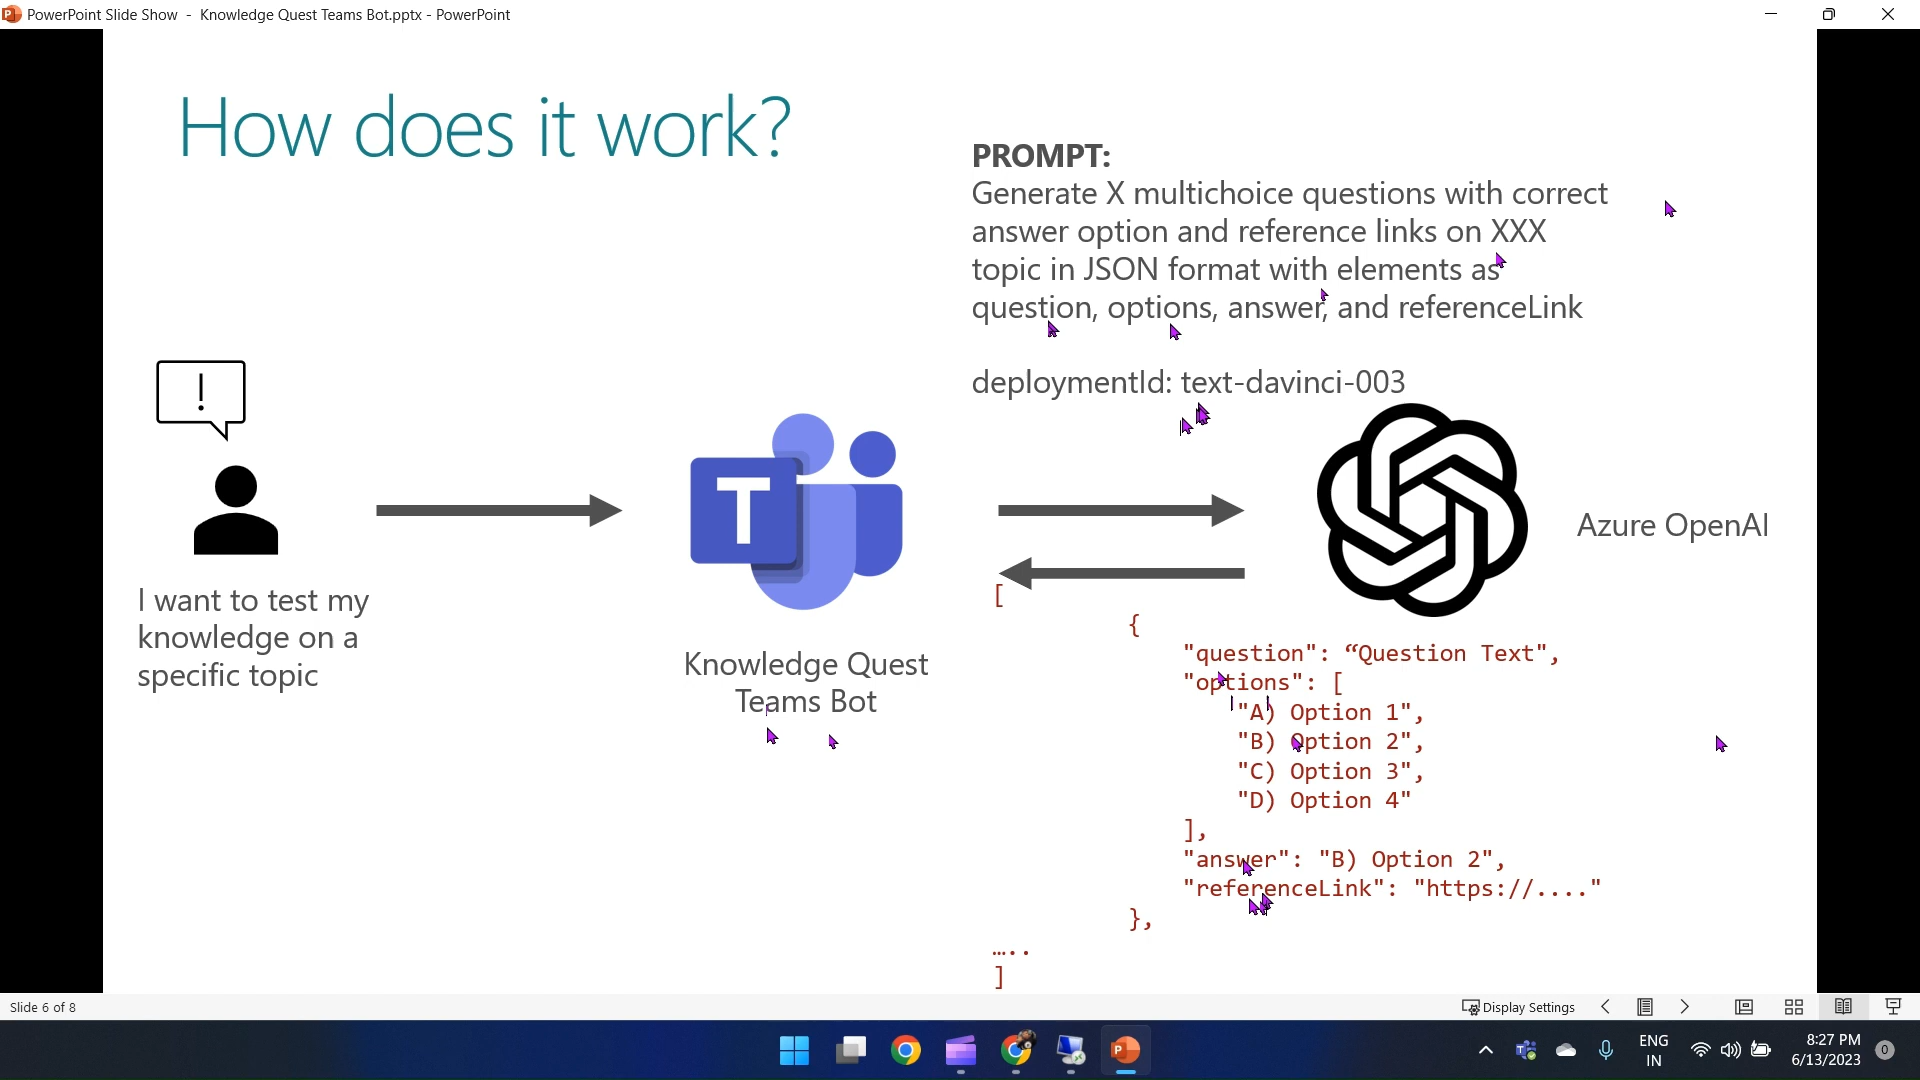 PowerPoint Slide Show - Knowledge Quest Teams Bot.pptx - PowerPoint
How does it work?
PROMPT:
Generate X multichoice questions with correct
answer option and reference links on XXX
topic in JSON format with elements as
question, options, answer, and referenceLink
deploymentId: text-davinci-003
!
I want to test my
knowledge on a
specific topic
T
Knowledge Quest
Teams Bot
Azure OpenAI
[
{
"question": “Question Text",
"options": [
"A) Option 1",
"B) Option 2",
"C) Option 3",
"D) Option 4"
],
"answer": "B) Option 2",
"referenceLink": "https://...."
},
.....
]
Slide 6 of 8
Display Settings
ENG
IN
8:27 PM
6/13/2023
0